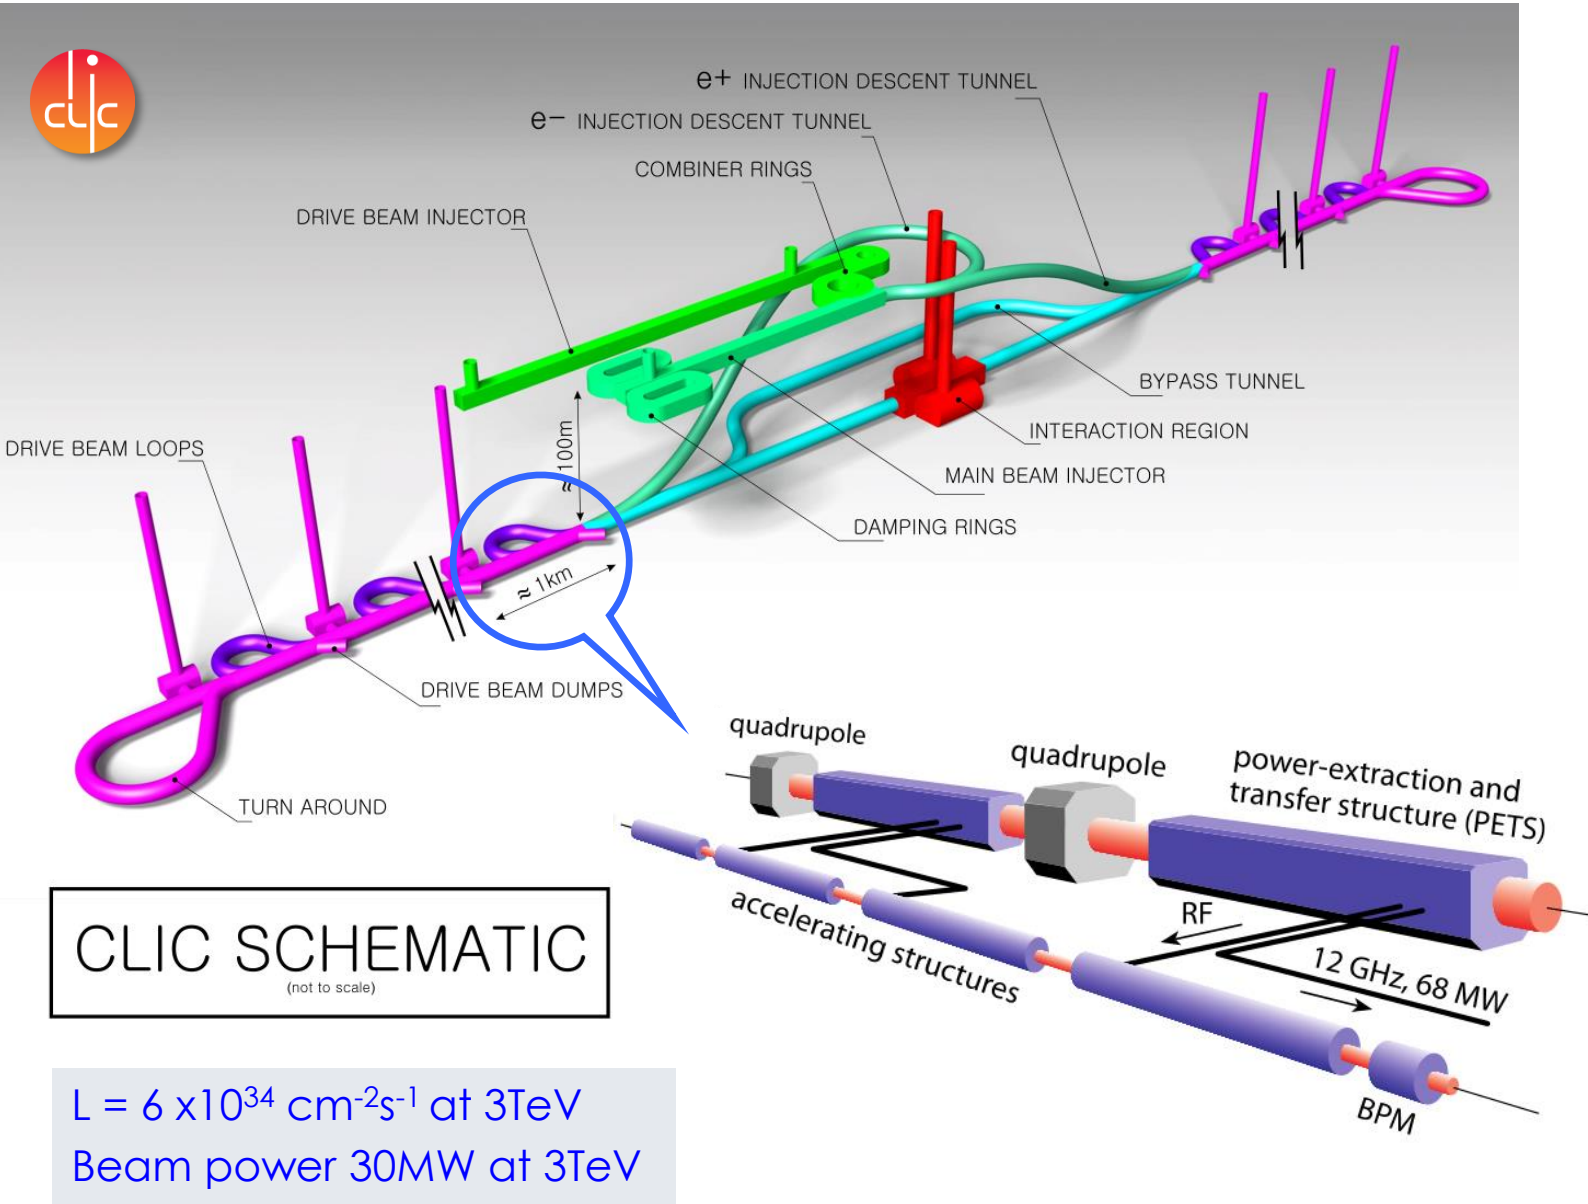 clic
e+ INJECTION DESCENT TUNNEL
e− INJECTION DESCENT TUNNEL
COMBINER RINGS
DRIVE BEAM INJECTOR
BYPASS TUNNEL
INTERACTION REGION
MAIN BEAM INJECTOR
DAMPING RINGS
≈ 100m
DRIVE BEAM LOOPS
≈ 1km
DRIVE BEAM DUMPS
TURN AROUND
quadrupole
quadrupole
power-extraction and
transfer structure (PETS)
accelerating structures
RF
12 GHz, 68 MW
BPM
CLIC SCHEMATIC
(not to scale)
L = 6 x10³⁴ cm⁻²s⁻¹ at 3TeV
Beam power 30MW at 3TeV